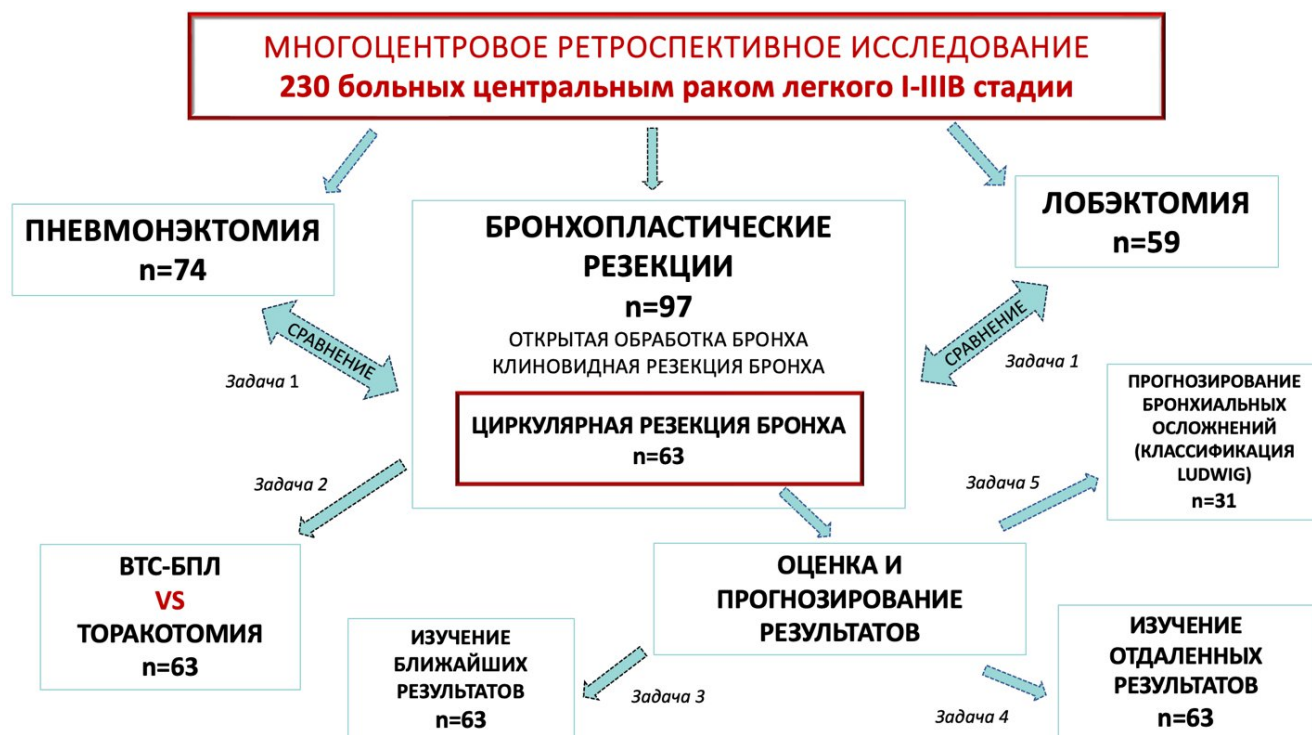 МНОГОЦЕНТРОВОЕ РЕТРОСПЕКТИВНОЕ ИССЛЕДОВАНИЕ
230 больных центральным раком легкого I-IIIB стадии
ПНЕВМОНЭКТОМИЯ
n=74
БРОНХОПЛАСТИЧЕСКИЕ
РЕЗЕКЦИИ
n=97
ОТКРЫТАЯ ОБРАБОТКА БРОНХА
КЛИНОВИДНАЯ РЕЗЕКЦИЯ БРОНХА
ЦИРКУЛЯРНАЯ РЕЗЕКЦИЯ БРОНХА
n=63
ЛОБЭКТОМИЯ
n=59
СРАВНЕНИЕ
Задача 1
СРАВНЕНИЕ
Задача 1
ПРОГНОЗИРОВАНИЕ
БРОНХИАЛЬНЫХ
ОСЛОЖНЕНИЙ
(КЛАССИФИКАЦИЯ
LUDWIG)
n=31
Задача 2
Задача 5
ВТС-БПЛ
VS
ТОРАКОТОМИЯ
n=63
ОЦЕНКА И
ПРОГНОЗИРОВАНИЕ
РЕЗУЛЬТАТОВ
ИЗУЧЕНИЕ
БЛИЖАЙШИХ
РЕЗУЛЬТАТОВ
n=63
Задача 3
Задача 4
ИЗУЧЕНИЕ
ОТДАЛЕННЫХ
РЕЗУЛЬТАТОВ
n=63